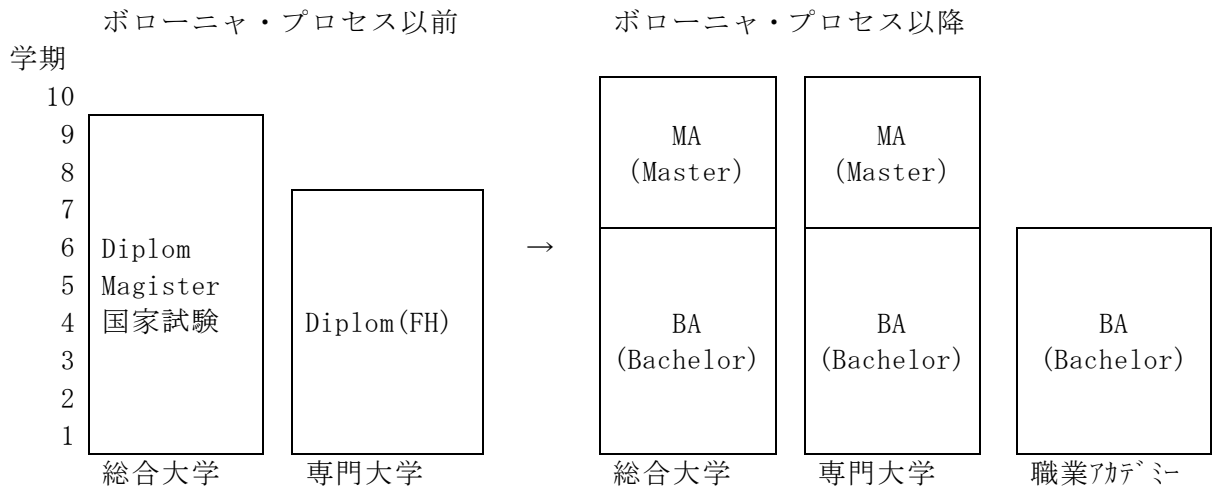 ボローニャ・プロセス以前
ボローニャ・プロセス以降
学期
10
9
8
7
6
5
4
3
2
1
Diplom
Magister
国家試験
Diplom(FH)
→
MA
(Master)
BA
(Bachelor)
MA
(Master)
BA
(Bachelor)
BA
(Bachelor)
総合大学
専門大学
総合大学
専門大学
職業ｱｶﾃﾞﾐｰ